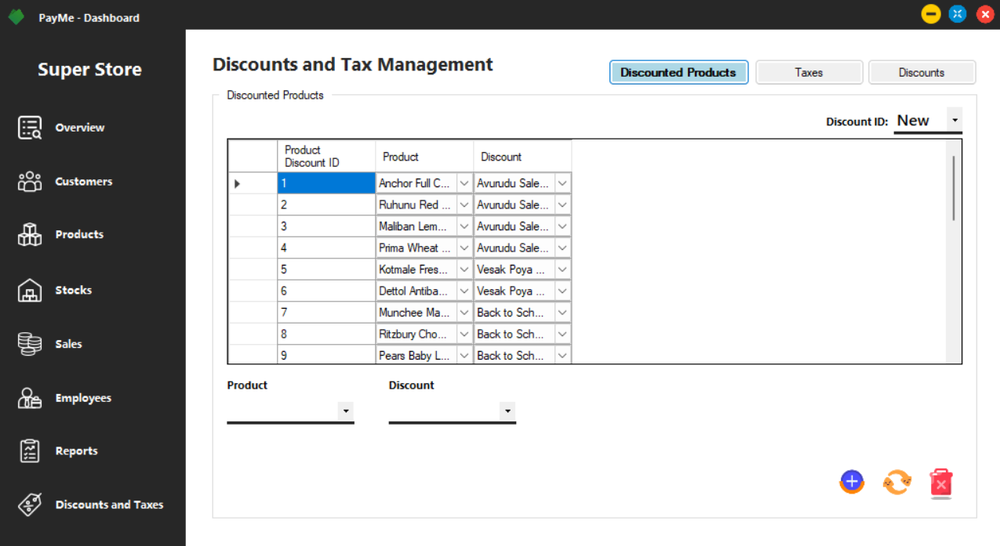 PayMe - Dashboard
Super Store
Overview
Customers
Products
Stocks
Sales
Employees
Reports
Discounts and Taxes
Discounts and Tax Management
Discounted Products
Taxes
Discounts
Discounted Products
Discount ID: New
Product
Discount ID
Product
Discount
1 Anchor Full C... Avurudu Sale...
2 Ruhunu Red ... Avurudu Sale...
3 Maliban Lem... Avurudu Sale...
4 Prima Wheat ... Avurudu Sale...
5 Kotmale Fres... Vesak Poya ...
6 Dettol Antiba... Vesak Poya ...
7 Munchee Ma... Back to Sch...
8 Ritzbury Cho... Back to Sch...
9 Pears Baby L... Back to Sch...
Product
Discount